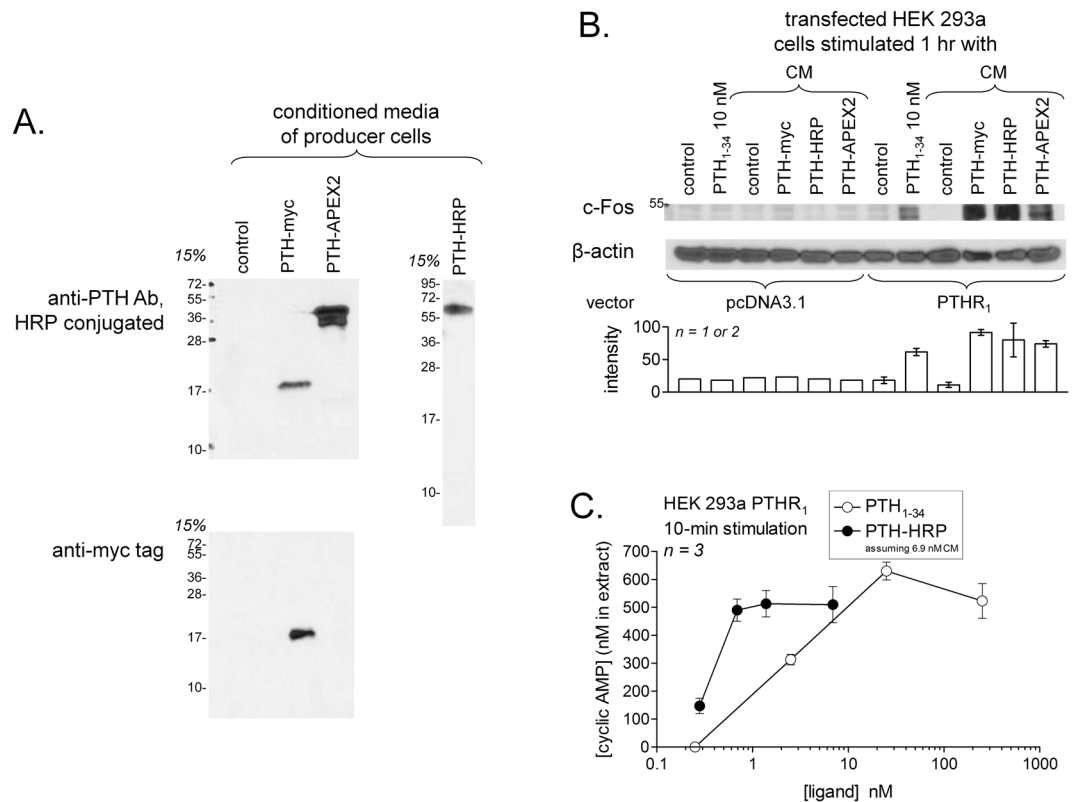 A.
conditioned media
of producer cells
control
PTH-myc
PTH-APEX2
PTH-HRP
15%
anti-PTH Ab,
HRP conjugated
72-
55-
36-
28-
17-
10-
15%
95-
72-
55-
36-
28-
17-
10-
anti-myc tag
15%
72-
55-
36-
28-
17-
10-
B.
transfected HEK 293a
cells stimulated 1 hr with
CM
CM
control
PTH1-34 10 nM
control
PTH-myc
PTH-HRP
PTH-APEX2
control
PTH1-34 10 nM
control
PTH-myc
PTH-HRP
PTH-APEX2
c-Fos
55-
β-actin
vector
pcDNA3.1
PTHR1
intensity
100
50
0
n = 1 or 2
C.
HEK 293a PTHR1
10-min stimulation
n = 3
PTH1-34
PTH-HRP
assuming 6.9 nM CM
[cyclic AMP] (nM in extract)
700
600
500
400
300
200
100
0
0.1
1
10
100
1000
[ligand] nM